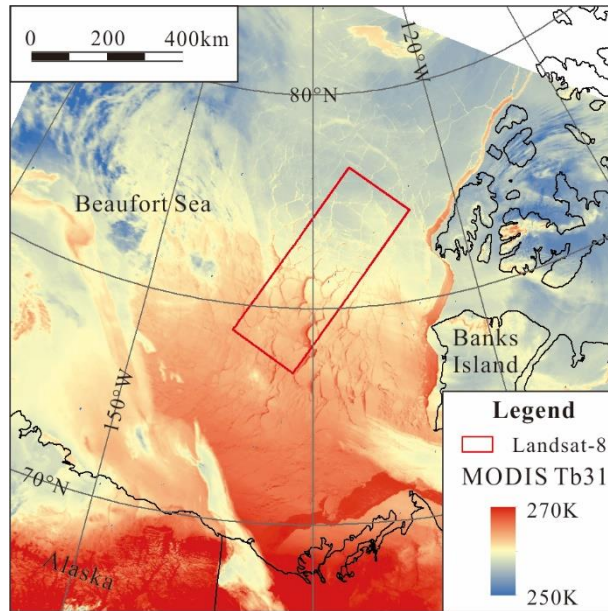 0 200 400km
120°W
80°N
Beaufort Sea
Banks
Island
150°W
70°N
Alaska
Legend
Landsat-8
MODIS Tb31
270K
250K